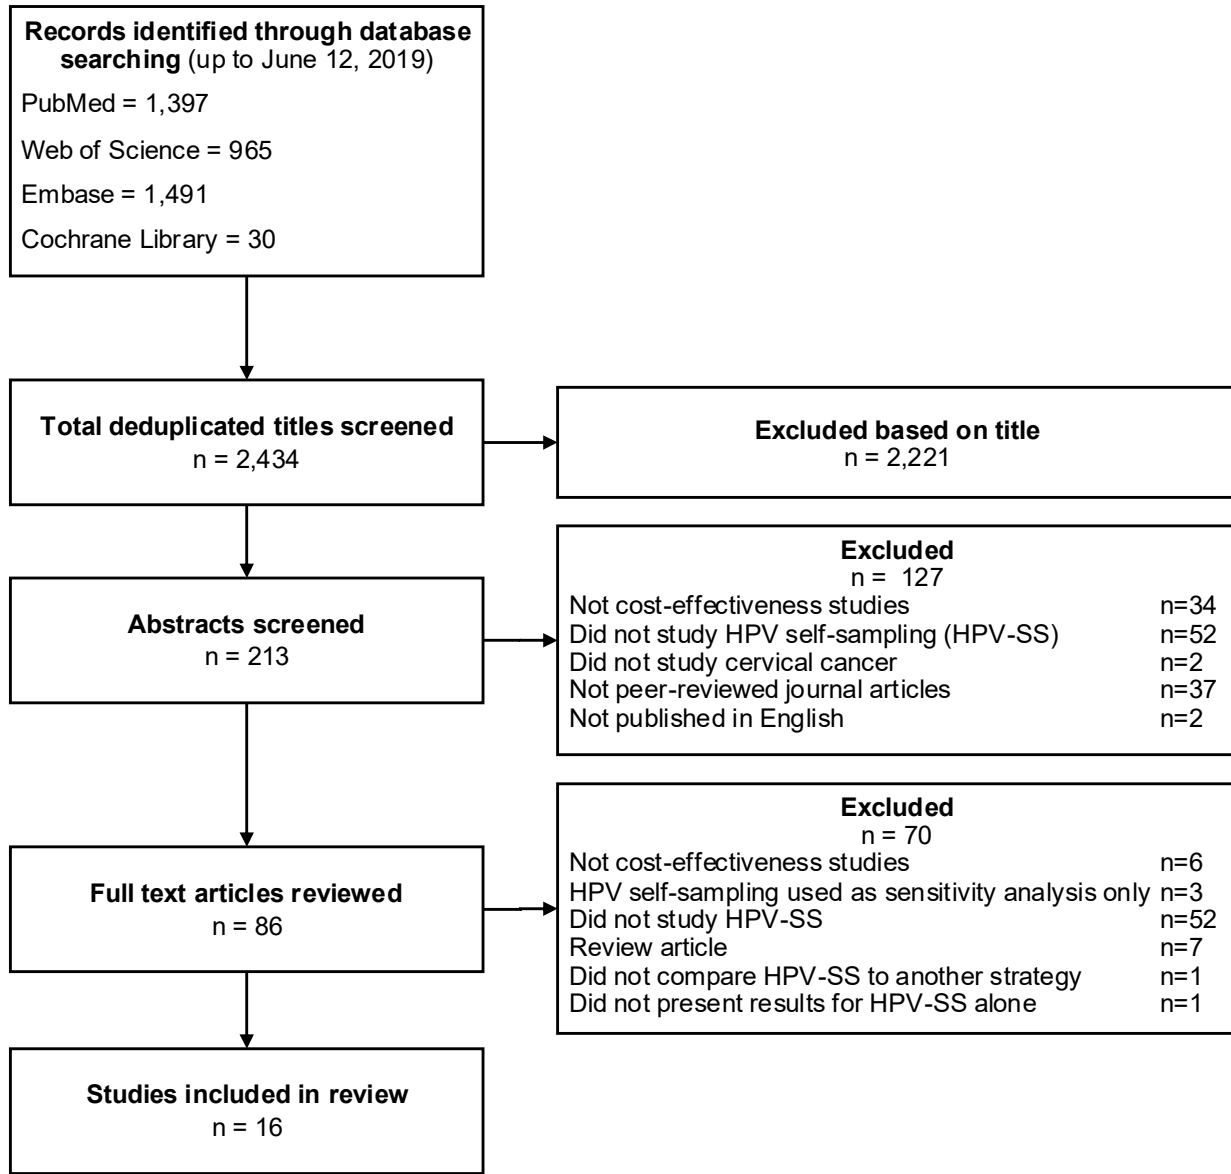 Records identified through database
searching (up to June 12, 2019)
PubMed = 1,397
Web of Science = 965
Embase = 1,491
Cochrane Library = 30
Total deduplicated titles screened
n = 2,434
Excluded based on title
n = 2,221
Abstracts screened
n = 213
Excluded
n = 127
Not cost-effectiveness studies n=34
Did not study HPV self-sampling (HPV-SS) n=52
Did not study cervical cancer n=2
Not peer-reviewed journal articles n=37
Not published in English n=2
Full text articles reviewed
n = 86
Excluded
n = 70
Not cost-effectiveness studies n=6
HPV self-sampling used as sensitivity analysis only n=3
Did not study HPV-SS n=52
Review article n=7
Did not compare HPV-SS to another strategy n=1
Did not present results for HPV-SS alone n=1
Studies included in review
n = 16